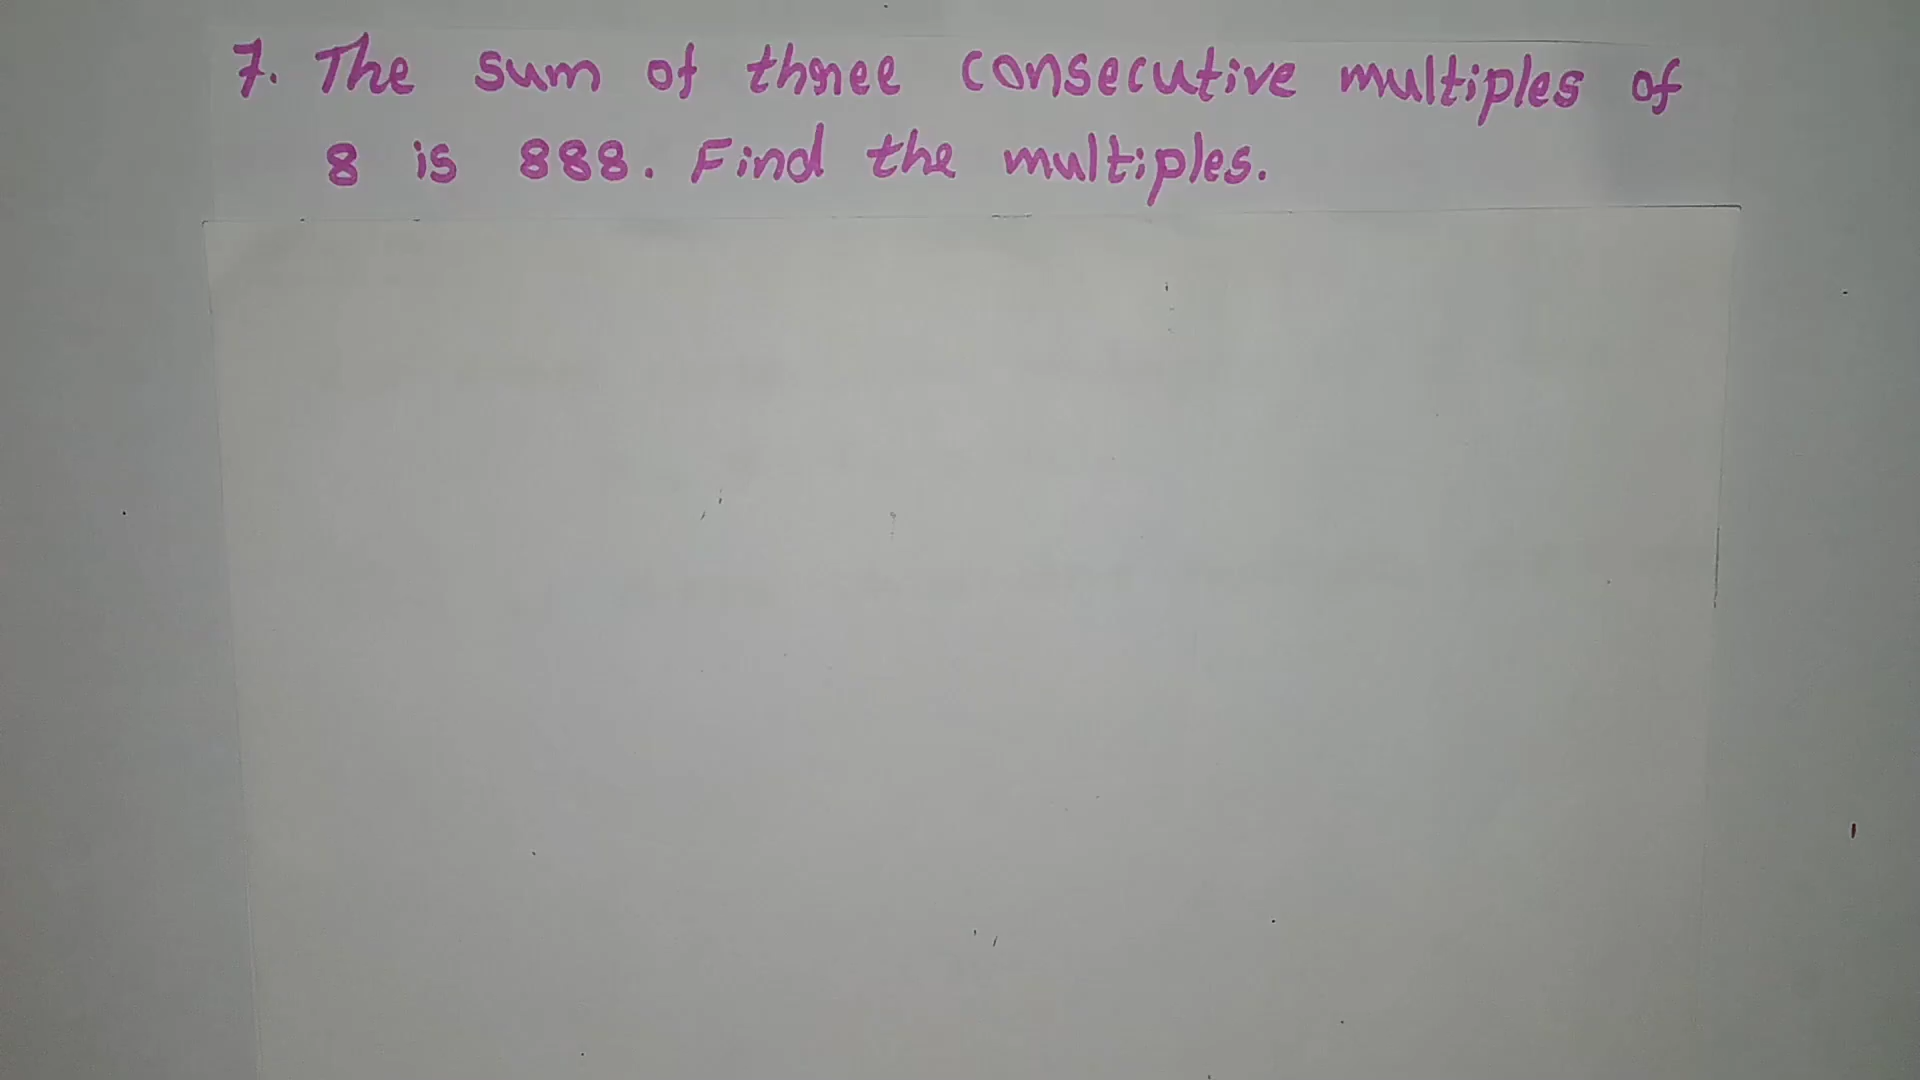 7. The sum of three consecutive multiples of
8 is 888. Find the multiples.